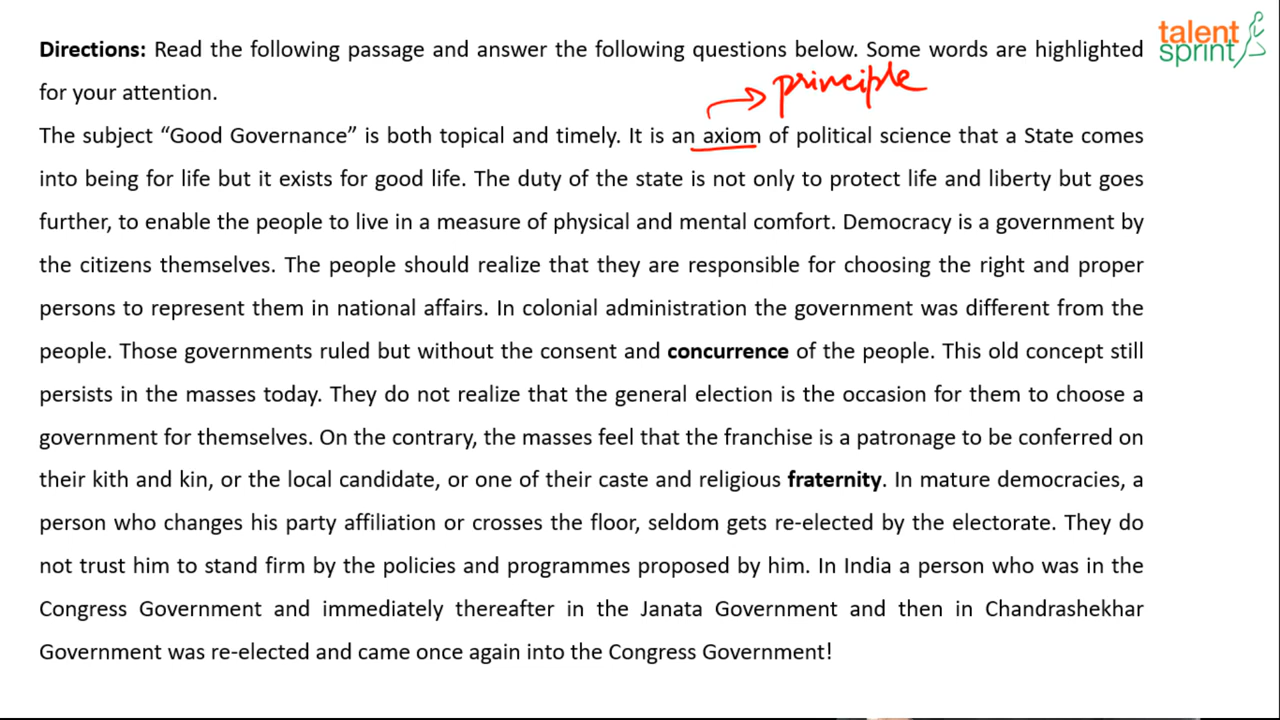 talent
sprint
Directions: Read the following passage and answer the following questions below. Some words are highlighted
for your attention.
principle
The subject “Good Governance” is both topical and timely. It is an axiom of political science that a State comes
into being for life but it exists for good life. The duty of the state is not only to protect life and liberty but goes
further, to enable the people to live in a measure of physical and mental comfort. Democracy is a government by
the citizens themselves. The people should realize that they are responsible for choosing the right and proper
persons to represent them in national affairs. In colonial administration the government was different from the
people. Those governments ruled but without the consent and concurrence of the people. This old concept still
persists in the masses today. They do not realize that the general election is the occasion for them to choose a
government for themselves. On the contrary, the masses feel that the franchise is a patronage to be conferred on
their kith and kin, or the local candidate, or one of their caste and religious fraternity. In mature democracies, a
person who changes his party affiliation or crosses the floor, seldom gets re-elected by the electorate. They do
not trust him to stand firm by the policies and programmes proposed by him. In India a person who was in the
Congress Government and immediately thereafter in the Janata Government and then in Chandrashekhar
Government was re-elected and came once again into the Congress Government!